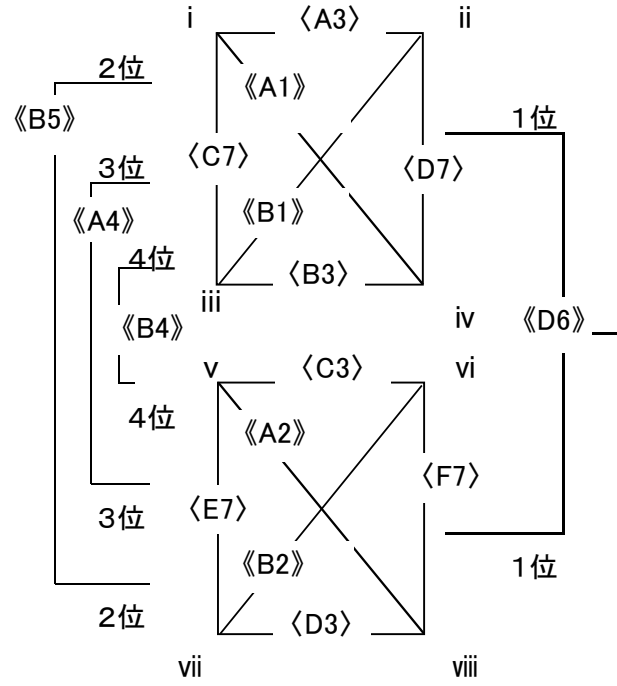 i 〈A3〉 ii
2位
《A1》
《B5》
1位
3位 〈C7〉 〈D7〉
《A4》 《B1》
4位 〈B3〉
iii
《B4》 iv 《D6》
v 〈C3〉 vi
4位 《A2》
〈F7〉
3位 〈E7〉
《B2》 1位
2位 〈D3〉
vii viii